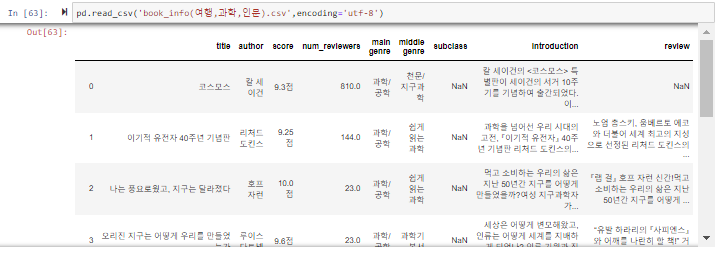 In [63]:
pd.read_csv('book_info(여행,과학,인문).csv',encoding='utf-8')
Out[63]:
title author score num_reviewers main genre middle genre subclass introduction review
0 코스모스 칼 세이건 9.3점 810.0 과학/공학 천문/지구과학 NaN 칼 세이건의 <코스모스> 특별판이 세이건의 서거 10주기를 기념하여 출간되었다. 이... NaN
1 이기적 유전자 40주년 기념판 리처드 도킨스 9.25점 144.0 과학/공학 쉽게 읽는 과학 NaN 과학을 넘어선 우리 시대의 고전, 『이기적 유전자』 40주년 기념판 리처드 도킨스의... 노엄 촘스키, 움베르토 에코와 더불어 세계 최고의 지성으로 선정된 리처드 도킨스의 ...
2 나는 풍요로웠고, 지구는 달라졌다 호프 자런 10.0점 23.0 과학/공학 쉽게 읽는 과학 NaN 먹고 소비하는 우리의 삶은 지난 50년간 지구를 어떻게 만들었을까?여성 지구과학자가... 『랩 걸』 호프 자런 신간!먹고 소비하는 우리의 삶은 지난 50년간 지구를 어떻게 ...
3 오리진 지구는 어떻게 우리를 만들었 루이스 9.6점 23.0 과학/ 과학기 NaN 세상은 어떻게 변모해왔고, 인류는 어떻게 세계를 지배하 "유발 하라리의 『사피엔스』와 어깨를 나란히 할 책!" 거